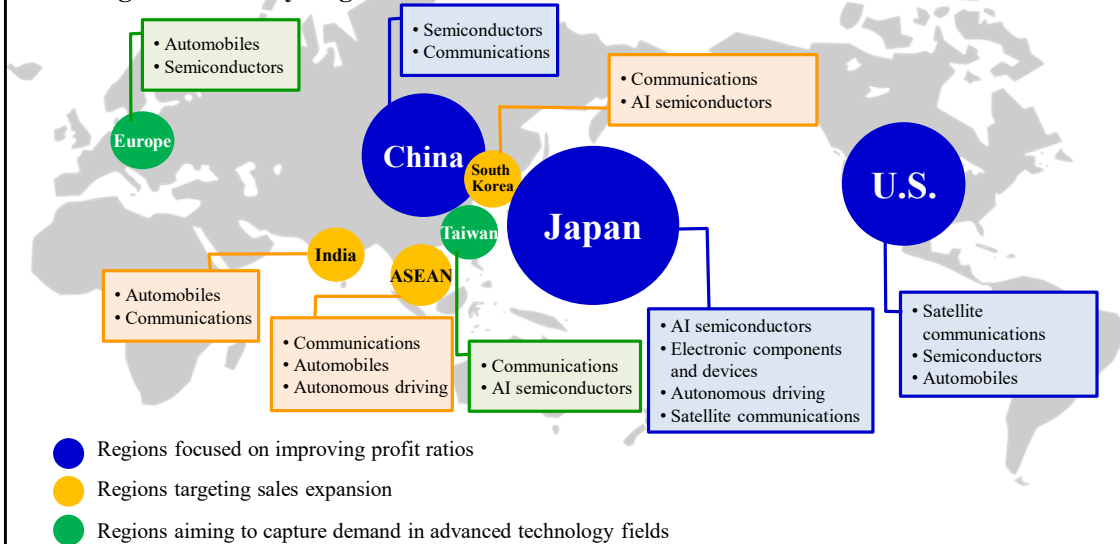 • Automobiles
• Semiconductors
• Semiconductors
• Communications
• Communications
• AI semiconductors
Europe
China
South
Korea
U.S.
Taiwan
Japan
India
ASEAN
• Automobiles
• Communications
• Communications
• Automobiles
• Autonomous driving
• Communications
• AI semiconductors
• AI semiconductors
• Electronic components
and devices
• Autonomous driving
• Satellite communications
• Satellite
communications
• Semiconductors
• Automobiles
Regions focused on improving profit ratios
Regions targeting sales expansion
Regions aiming to capture demand in advanced technology fields